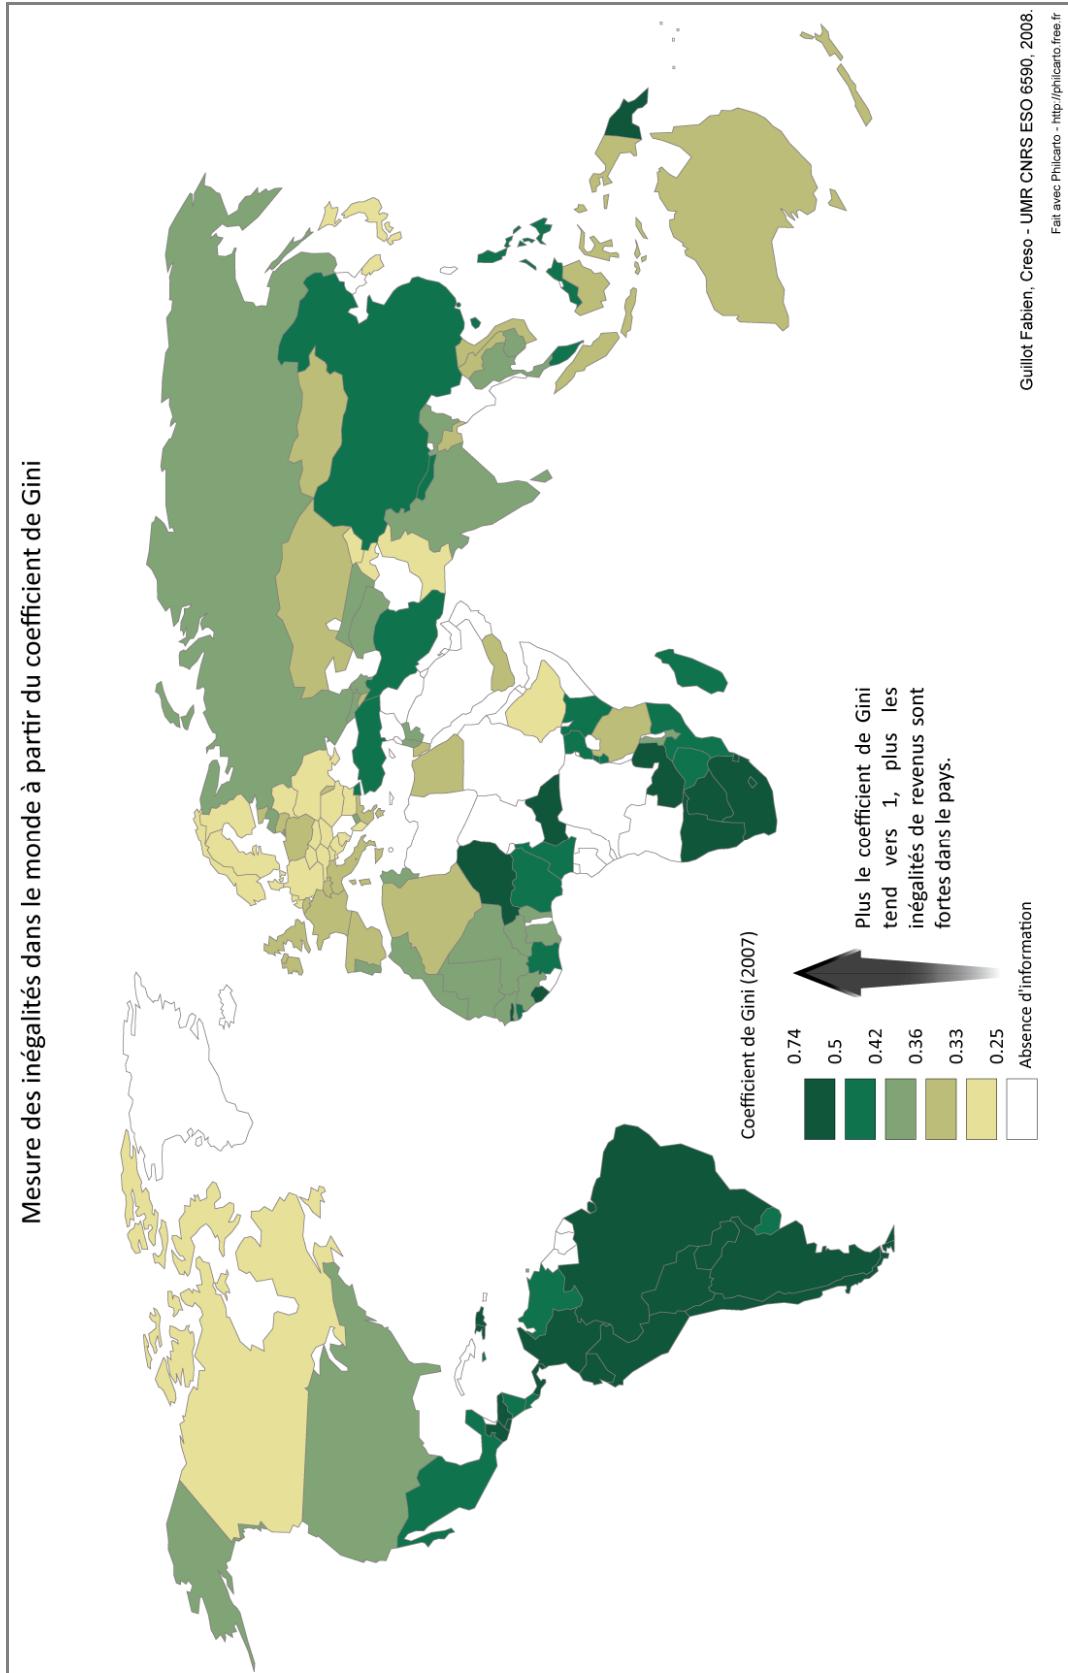 Mesure des inégalités dans le monde à partir du coefficient de Gini
Coefficient de Gini (2007)
0.74
0.5
0.42
0.36
0.33
0.25
Absence d'information
Plus le coefficient de Gini
tend vers 1, plus les
inégalités de revenus sont
fortes dans le pays.
Guillot Fabien, Creso - UMR CNRS ESO 6590, 2008.
Fait avec Philcarto - http://philcarto.free.fr